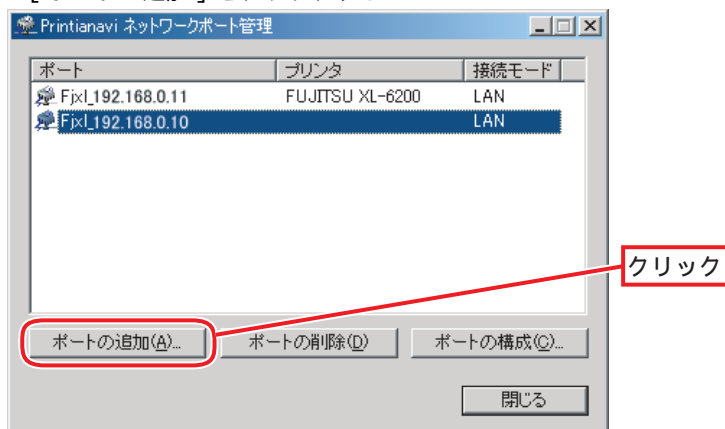 Printianavi ネットワークポート管理
ポート プリンタ 接続モード
Fjxl_192.168.0.11 FUJITSU XL-6200 LAN
Fjxl_192.168.0.10 LAN
クリック
ポートの追加(A)... ポートの削除(D) ポートの構成(C)...
閉じる